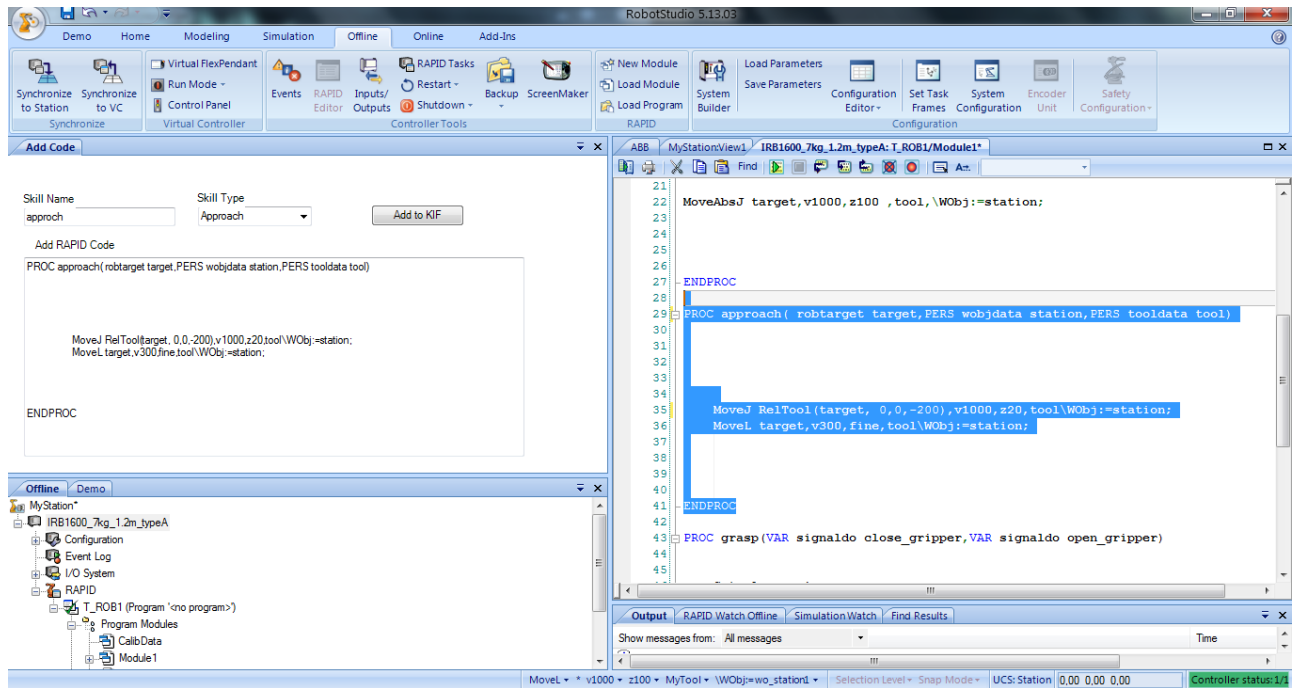 RobotStudio 5.13.03
Demo Home Modeling Simulation Offline Online Add-Ins
Synchronize to Station
Synchronize to VC
Synchronize
Virtual FlexPendant
Run Mode
Control Panel
Virtual Controller
Events
RAPID Editor
Inputs/ Outputs
RAPID Tasks
Restart
Shutdown
Backup
ScreenMaker
Controller Tools
New Module
Load Module
Load Program
RAPID
System Builder
Load Parameters
Save Parameters
Configuration Editor
Set Task Frames
System Configuration
Encoder Unit
Safety Configuration
Configuration
Add Code
Skill Name
Skill Type
approch
Approach
Add to KIF
Add RAPID Code
PROC approach( robtarget target,PERS wobjdata station,PERS tooldata tool)
MoveJ RelTool(target, 0,0,-200),v1000,z20,tool\WObj:=station;
MoveL target,v300,fine,tool\WObj:=station;
ENDPROC
Offline Demo
MyStation*
IRB1600_7kg_1.2m_typeA
Configuration
Event Log
I/O System
RAPID
T_ROB1 (Program '<no program>')
Program Modules
CalibData
Module1
ABB MyStation:View1 IRB1600_7kg_1.2m_typeA: T_ROB1/Module1*
Find
21
22 MoveAbsJ target,v1000,z100 ,tool,\WObj:=station;
23
24
25
26
27 ENDPROC
28
29 PROC approach( robtarget target,PERS wobjdata station,PERS tooldata tool)
30
31
32
33
34
35 MoveJ RelTool(target, 0,0,-200),v1000,z20,tool\WObj:=station;
36 MoveL target,v300,fine,tool\WObj:=station;
37
38
39
40
41 ENDPROC
42
43 PROC grasp(VAR signaldo close_gripper,VAR signaldo open_gripper)
44
45
Output RAPID Watch Offline Simulation Watch Find Results
Show messages from: All messages
Time
MoveL * v1000 z100 MyTool \WObj:=wo_station1 Selection Level Snap Mode UCS: Station 0,00 0,00 0,00 Controller status: 1/1